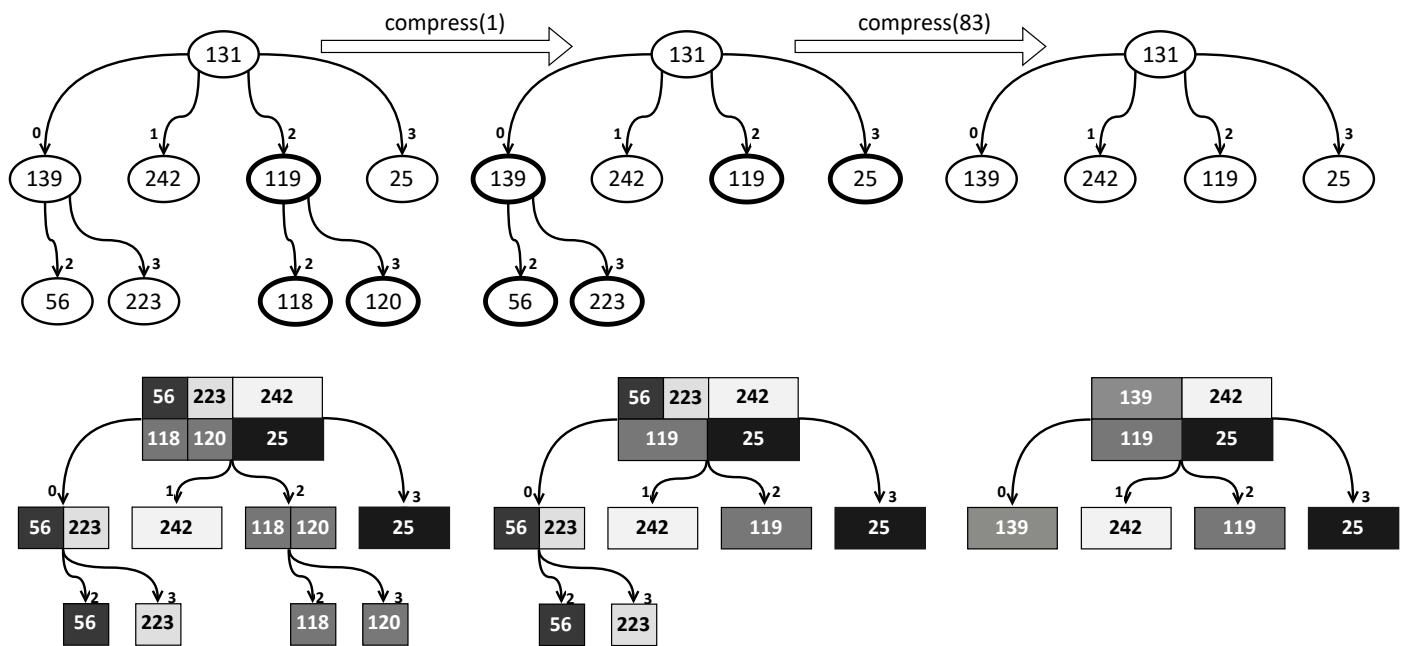 compress(1) compress(83)
131 131 131
0 1 2 3 0 1 2 3 0 1 2 3
139 242 119 25 139 242 119 25 139 242 119 25
2 3 2 3 2 3
56 223 118 120 56 223
56 223 242 56 223 242 139 242
118 120 25 119 25 119 25
0 1 2 3 0 1 2 3 0 1 2 3
56 223 242 118 120 25 56 223 242 119 25 139 242 119 25
2 3 2 3 2 3
56 223 118 120 56 223